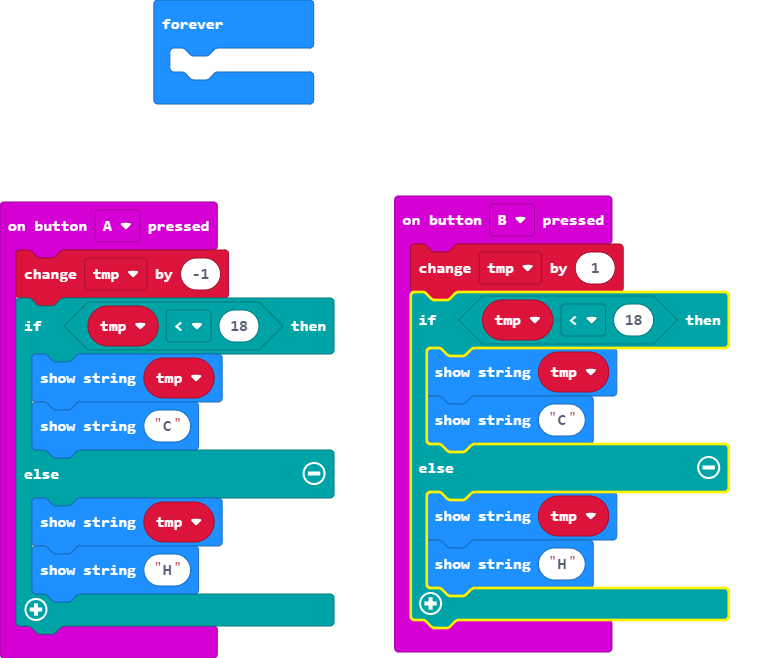 forever
on button A pressed
change tmp by -1
if tmp < 18 then
show string tmp
show string "C"
else
show string tmp
show string "H"
on button B pressed
change tmp by 1
if tmp < 18 then
show string tmp
show string "C"
else
show string tmp
show string "H"